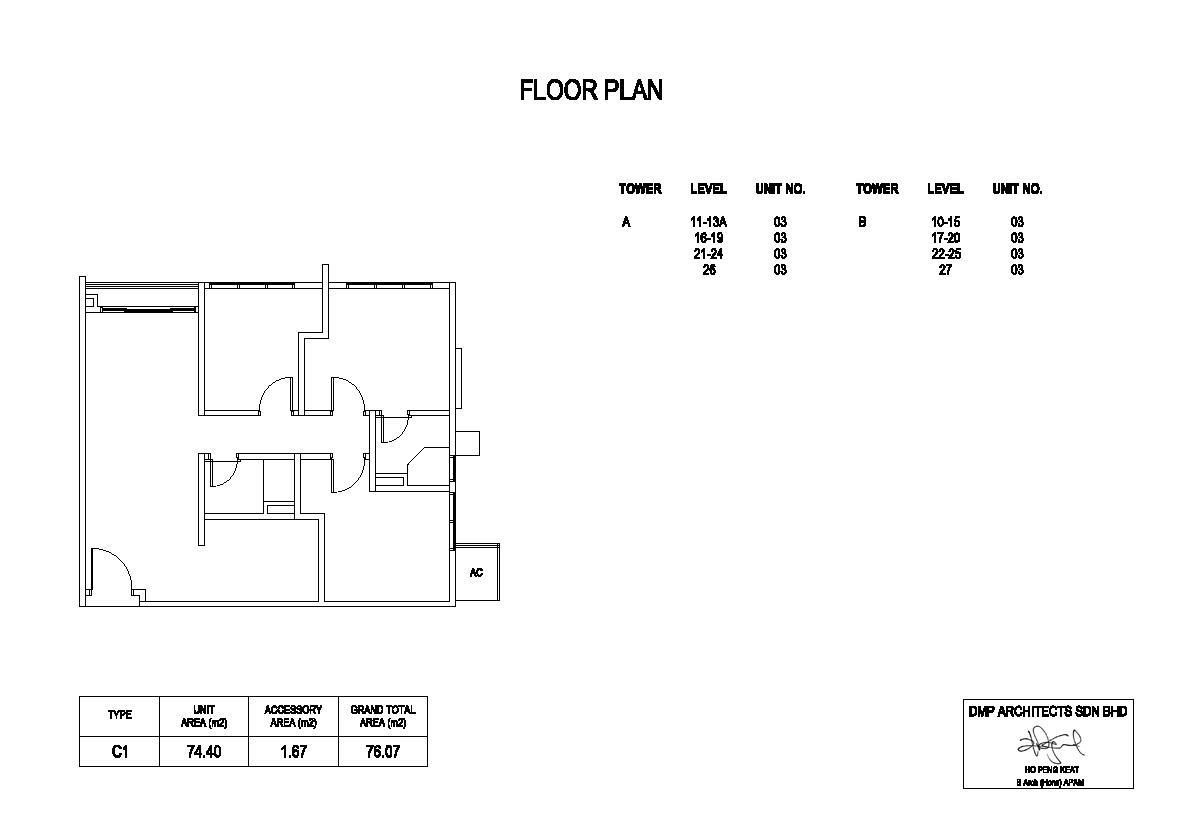 FLOOR PLAN
TOWER LEVEL UNIT NO. TOWER LEVEL UNIT NO.
A 11-13A 03 B 10-15 03
16-19 03 17-20 03
21-24 03 22-25 03
26 03 27 03
AC
TYPE UNIT AREA (m2) ACCESSORY AREA (m2) GRAND TOTAL AREA (m2)
C1 74.40 1.67 76.07
DMP ARCHITECTS SDN BHD
HO PENG KEAT
B Arch (Hons) APAM